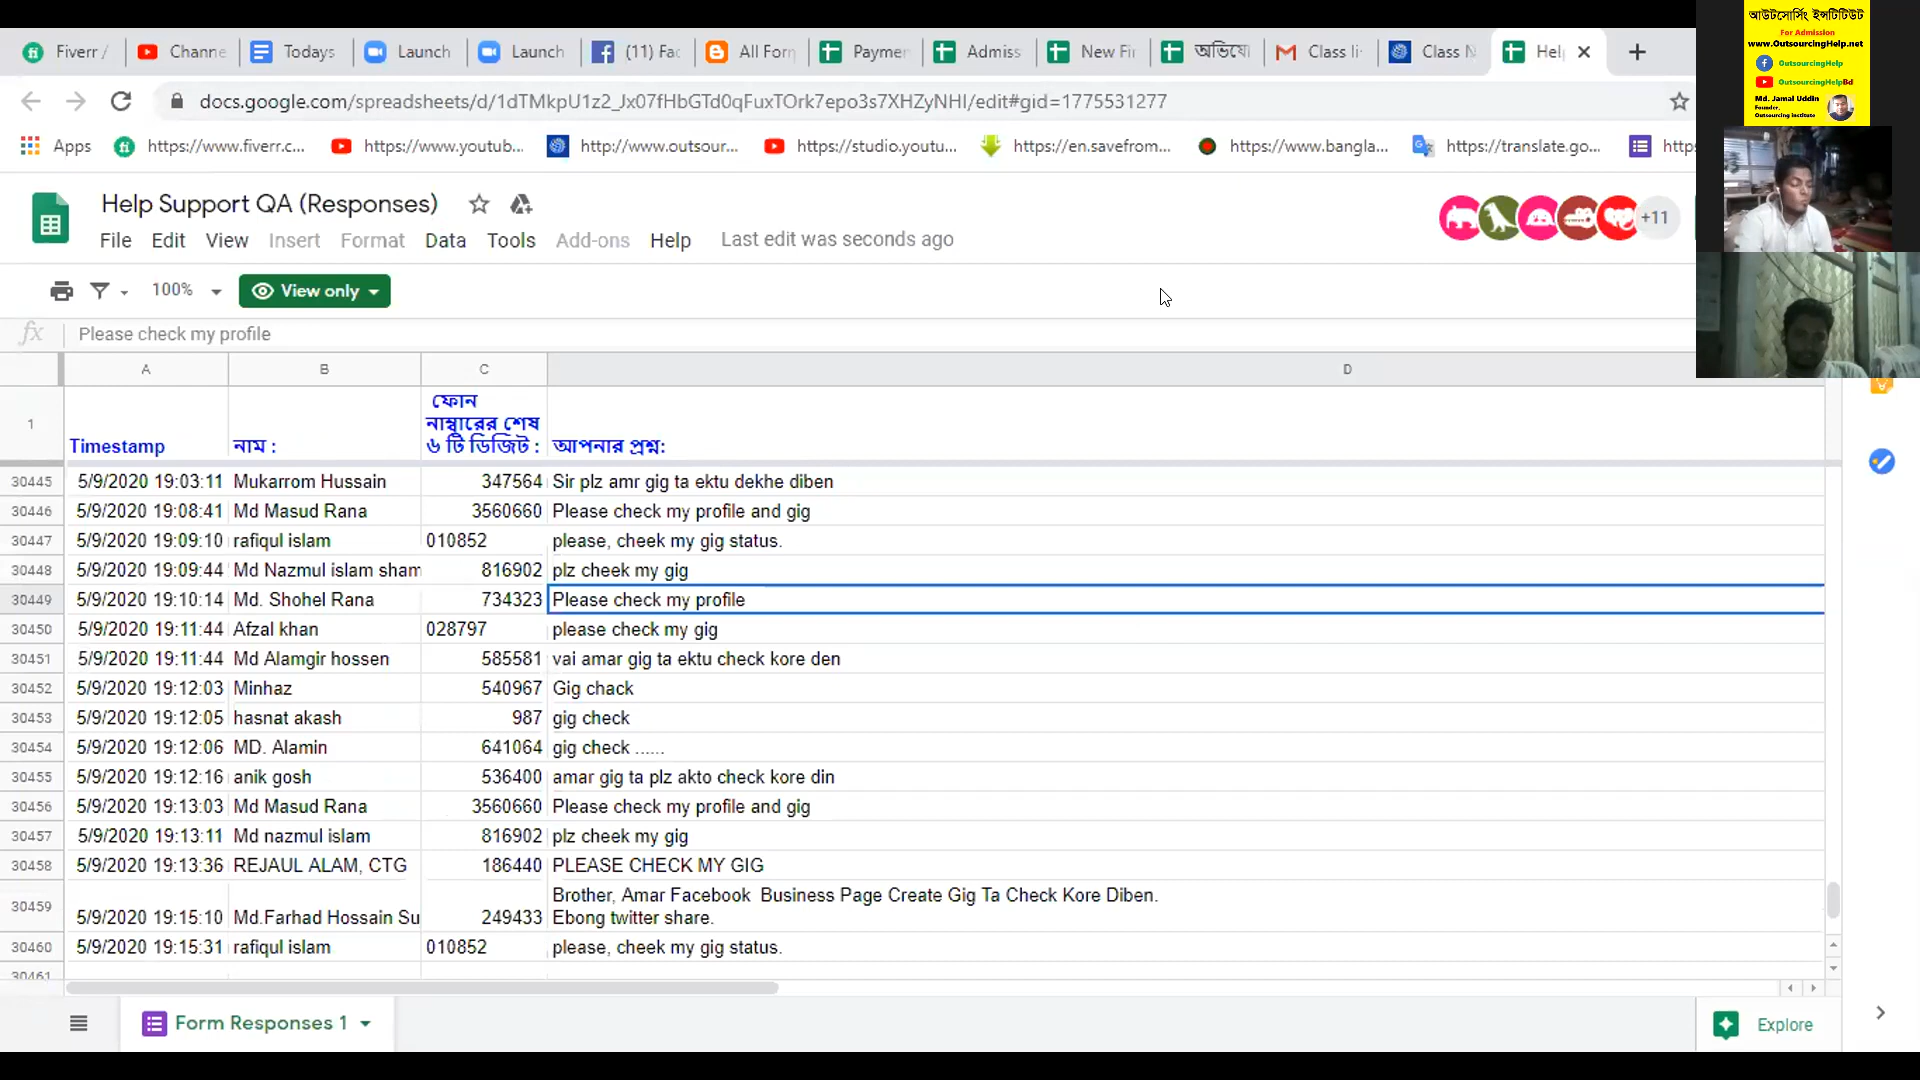 Fiverr /
Channe
Todays
Launch
Launch
(11) Fac
All For
Paymen
Admiss
New Fi
অভিযো
Class li
Class N
Hel
docs.google.com/spreadsheets/d/1dTMkpU1z2_Jx07fHbGTd0qFuxTOrk7epo3s7XHZyNHI/edit#gid=1775531277
Apps
https://www.fiverr.c...
https://www.youtub...
http://www.outsour...
https://studio.youtu...
https://en.savefrom...
https://www.bangla...
https://translate.go...
https
আউটসোর্সিং ইন্সটিটিউট
For Admission
www.OutsourcingHelp.net
OutsourcingHelp
OutsourcingHelpBd
Md. Jamal Uddin
Founder,
Outsourcing Institute
Help Support QA (Responses)
+11
File Edit View Insert Format Data Tools Add-ons Help Last edit was seconds ago
100% View only
fx Please check my profile
A B C D
1 Timestamp নাম : ফোন
নাম্বারের শেষ
৬ টি ডিজিট : আপনার প্রশ্ন:
30445 5/9/2020 19:03:11 Mukarrom Hussain 347564 Sir plz amr gig ta ektu dekhe diben
30446 5/9/2020 19:08:41 Md Masud Rana 3560660 Please check my profile and gig
30447 5/9/2020 19:09:10 rafiqul islam 010852 please, cheek my gig status.
30448 5/9/2020 19:09:44 Md Nazmul islam sham 816902 plz cheek my gig
30449 5/9/2020 19:10:14 Md. Shohel Rana 734323 Please check my profile
30450 5/9/2020 19:11:44 Afzal khan 028797 please check my gig
30451 5/9/2020 19:11:44 Md Alamgir hossen 585581 vai amar gig ta ektu check kore den
30452 5/9/2020 19:12:03 Minhaz 540967 Gig chack
30453 5/9/2020 19:12:05 hasnat akash 987 gig check
30454 5/9/2020 19:12:06 MD. Alamin 641064 gig check ......
30455 5/9/2020 19:12:16 anik gosh 536400 amar gig ta plz akto check kore din
30456 5/9/2020 19:13:03 Md Masud Rana 3560660 Please check my profile and gig
30457 5/9/2020 19:13:11 Md nazmul islam 816902 plz cheek my gig
30458 5/9/2020 19:13:36 REJAUL ALAM, CTG 186440 PLEASE CHECK MY GIG
30459 5/9/2020 19:15:10 Md.Farhad Hossain Su 249433 Brother, Amar Facebook  Business Page Create Gig Ta Check Kore Diben.
Ebong twitter share.
30460 5/9/2020 19:15:31 rafiqul islam 010852 please, cheek my gig status.
30461
Form Responses 1
Explore